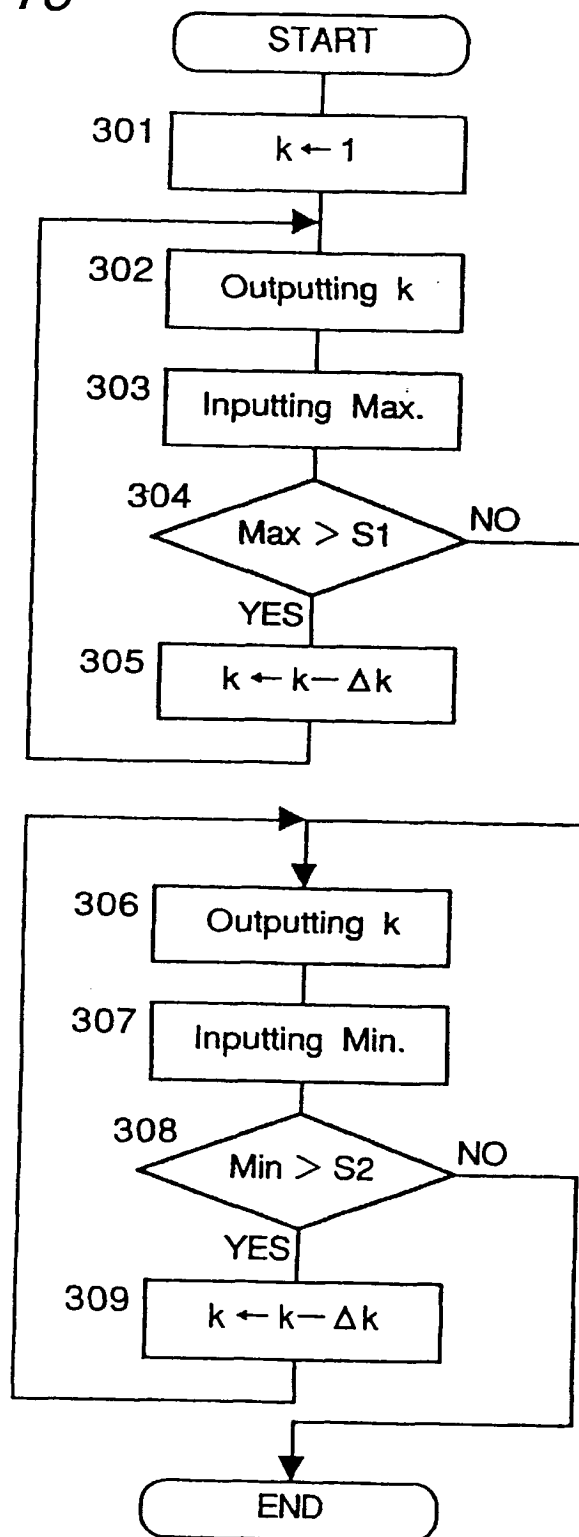 START
301
k ← 1
302
Outputting k
303
Inputting Max.
304
Max > S1
NO
YES
305
k ← k − Δk
306
Outputting k
307
Inputting Min.
308
Min > S2
NO
YES
309
k ← k − Δk
END